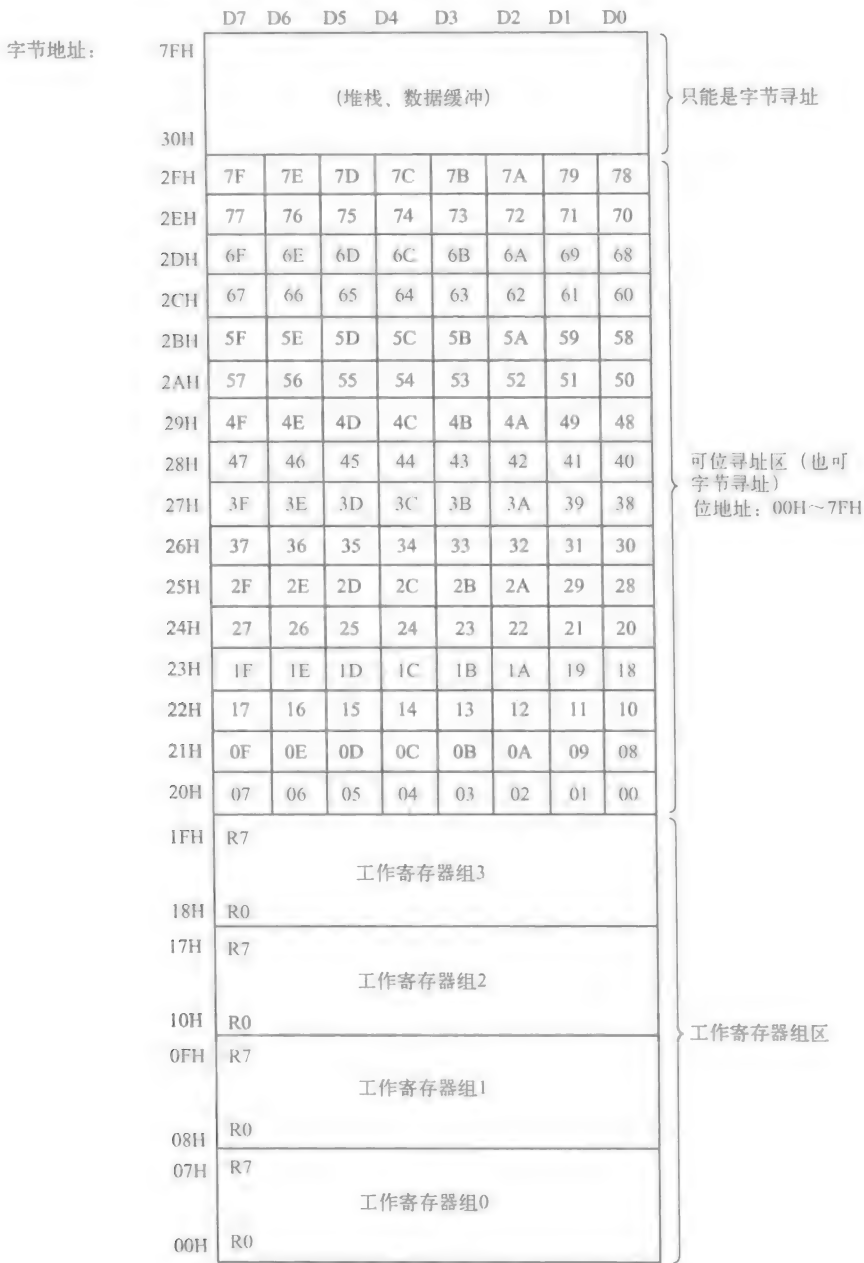 D7 D6 D5 D4 D3 D2 D1 D0
字节地址： 7FH
(堆栈、数据缓冲) 只能是字节寻址
30H
2FH 7F 7E 7D 7C 7B 7A 79 78
2EH 77 76 75 74 73 72 71 70
2DH 6F 6E 6D 6C 6B 6A 69 68
2CH 67 66 65 64 63 62 61 60
2BH 5F 5E 5D 5C 5B 5A 59 58
2AH 57 56 55 54 53 52 51 50
29H 4F 4E 4D 4C 4B 4A 49 48
28H 47 46 45 44 43 42 41 40 可位寻址区（也可
字节寻址）
27H 3F 3E 3D 3C 3B 3A 39 38 位地址：00H～7FH
26H 37 36 35 34 33 32 31 30
25H 2F 2E 2D 2C 2B 2A 29 28
24H 27 26 25 24 23 22 21 20
23H 1F 1E 1D 1C 1B 1A 19 18
22H 17 16 15 14 13 12 11 10
21H 0F 0E 0D 0C 0B 0A 09 08
20H 07 06 05 04 03 02 01 00
1FH R7
工作寄存器组3
18H R0
17H R7
工作寄存器组2
10H R0
工作寄存器组区
0FH R7
工作寄存器组1
08H R0
07H R7
工作寄存器组0
00H R0